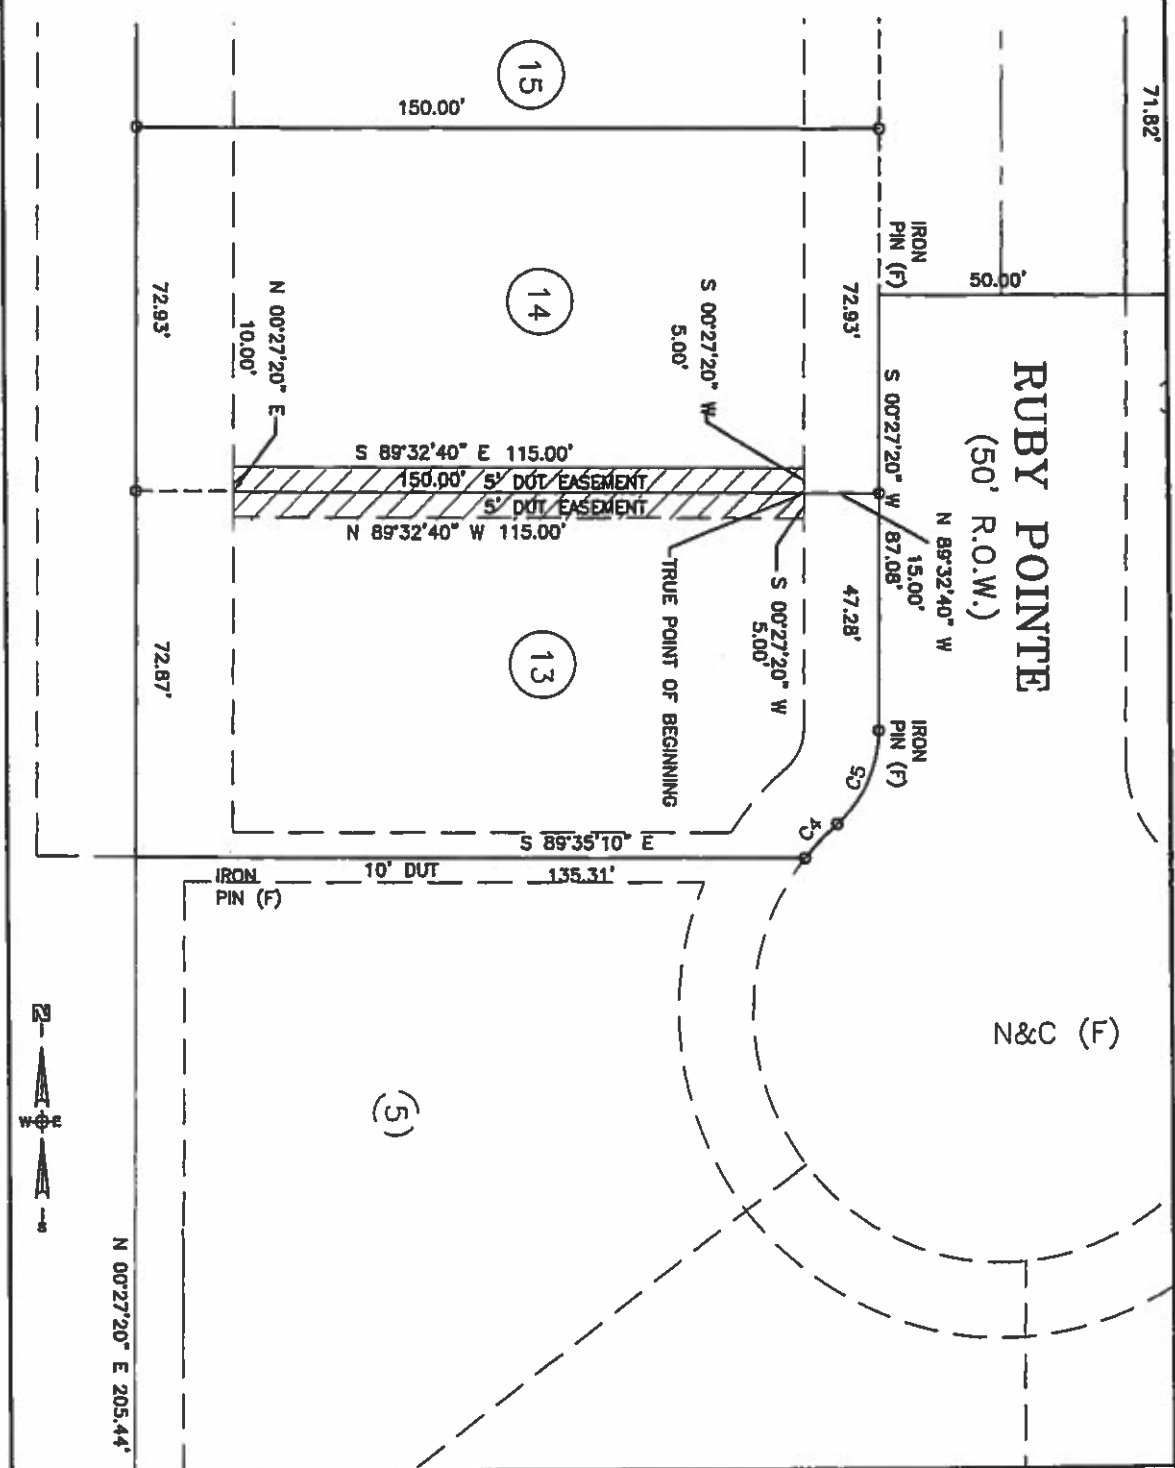 71.82'
15
150.00'
IRON
PIN (F)
50.00'
RUBY POINTE
(50' R.O.W.)
14
72.93'
72.93'
N 00°27'20" E
10.00'
S 00°27'20" W
5.00'
S 00°27'20" W 87.08'
N 89°32'40" W
15.00'
S 89°32'40" E 115.00'
150.00' 5' DUT EASEMENT
5' DUT EASEMENT
N 89°32'40" W 115.00'
S 00°27'20" W
5.00'
TRUE POINT OF BEGINNING
47.28'
13
72.87'
IRON
PIN (F)
C5
C4
S 89°35'10" E
135.31'
10' DUT
IRON
PIN (F)
N&C (F)
(5)
N
W E
S
N 00°27'20" E 205.44'